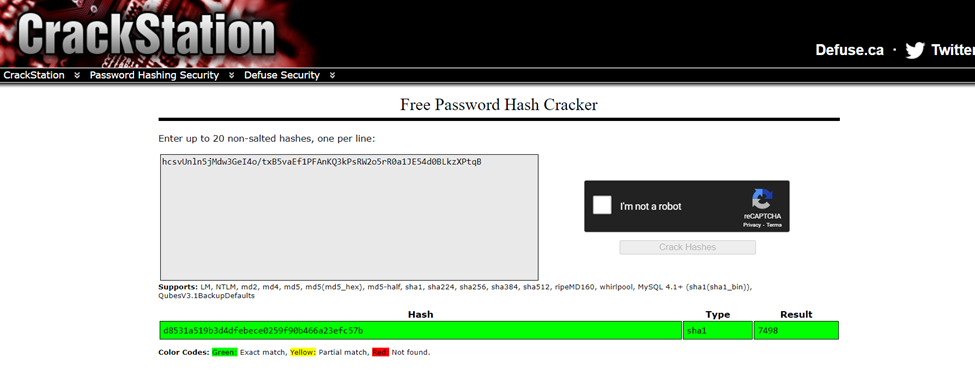 CrackStation
Defuse.ca · Twitter
CrackStation Password Hashing Security Defuse Security
Free Password Hash Cracker
Enter up to 20 non-salted hashes, one per line:
hcsvUnln5jMdw3GeI4o/txB5vaEf1PFAnKQ3kPsRW2o5rR0a1JE54d0BLkzXPtqB
I'm not a robot
reCAPTCHA
Privacy - Terms
Crack Hashes
Supports: LM, NTLM, md2, md4, md5, md5(md5_hex), md5-half, sha1, sha224, sha256, sha384, sha512, ripeMD160, whirlpool, MySQL 4.1+ (sha1(sha1_bin)),
QubesV3.1BackupDefaults
Hash Type Result
d8531a519b3d4dfebece0259f90b466a23efc57b sha1 7498
Color Codes: Green: Exact match, Yellow: Partial match, Red: Not found.